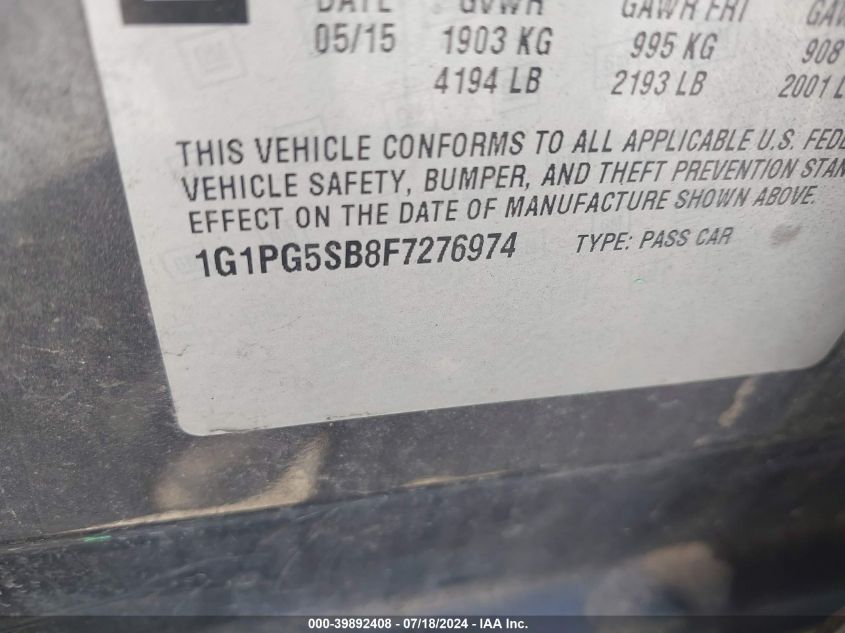 DATE GVWR GAWR FRT
05/15 1903 KG 995 KG 908
4194 LB 2193 LB 2001 L
THIS VEHICLE CONFORMS TO ALL APPLICABLE U.S. FEDE
VEHICLE SAFETY, BUMPER, AND THEFT PREVENTION STAN
EFFECT ON THE DATE OF MANUFACTURE SHOWN ABOVE.
1G1PG5SB8F7276974 TYPE: PASS CAR
000-39892408 - 07/18/2024 - IAA Inc.